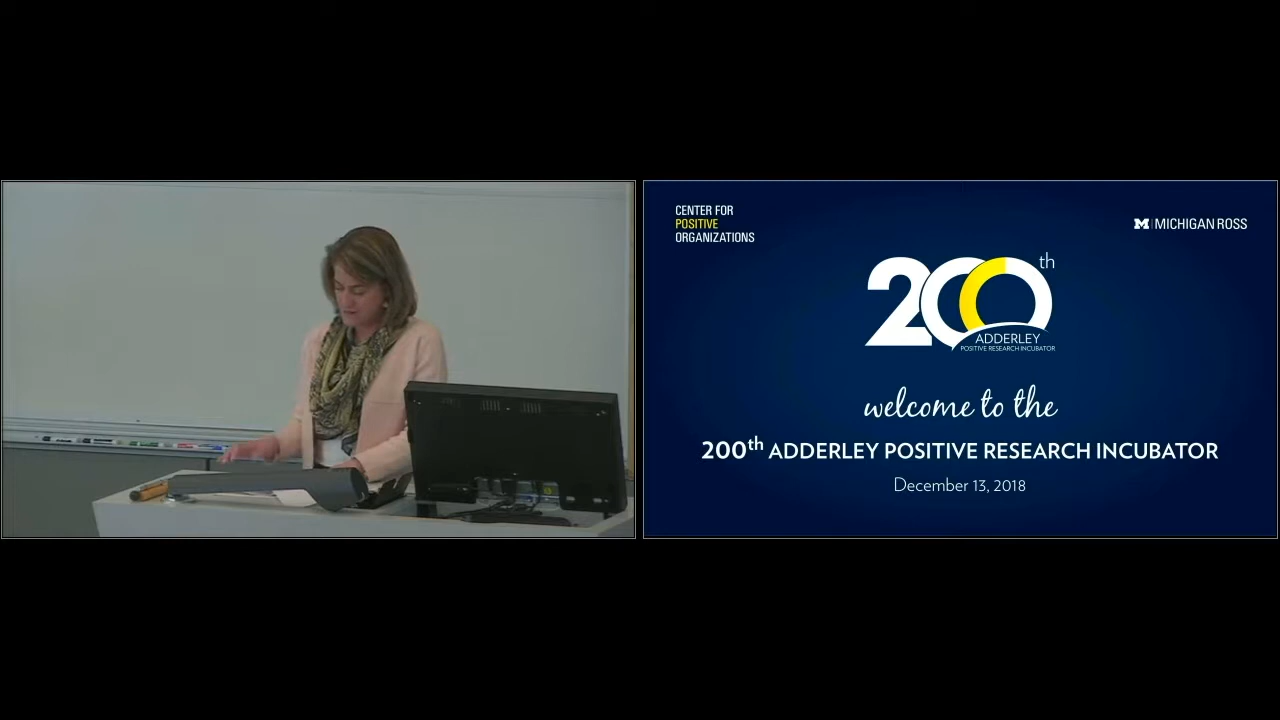 CENTER FOR
POSITIVE
ORGANIZATIONS
M | MICHIGAN ROSS
200th
ADDERLEY
POSITIVE RESEARCH INCUBATOR
welcome to the
200th ADDERLEY POSITIVE RESEARCH INCUBATOR
December 13, 2018